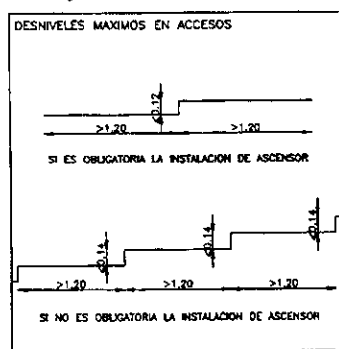 DESNIVELES MAXIMOS EN ACCESOS
<0.12
>1.20 >1.20
SI ES OBLIGATORIA LA INSTALACION DE ASCENSOR
<0.14 <0.14 <0.14
>1.20 >1.20 >1.20
SI NO ES OBLIGATORIA LA INSTALACION DE ASCENSOR